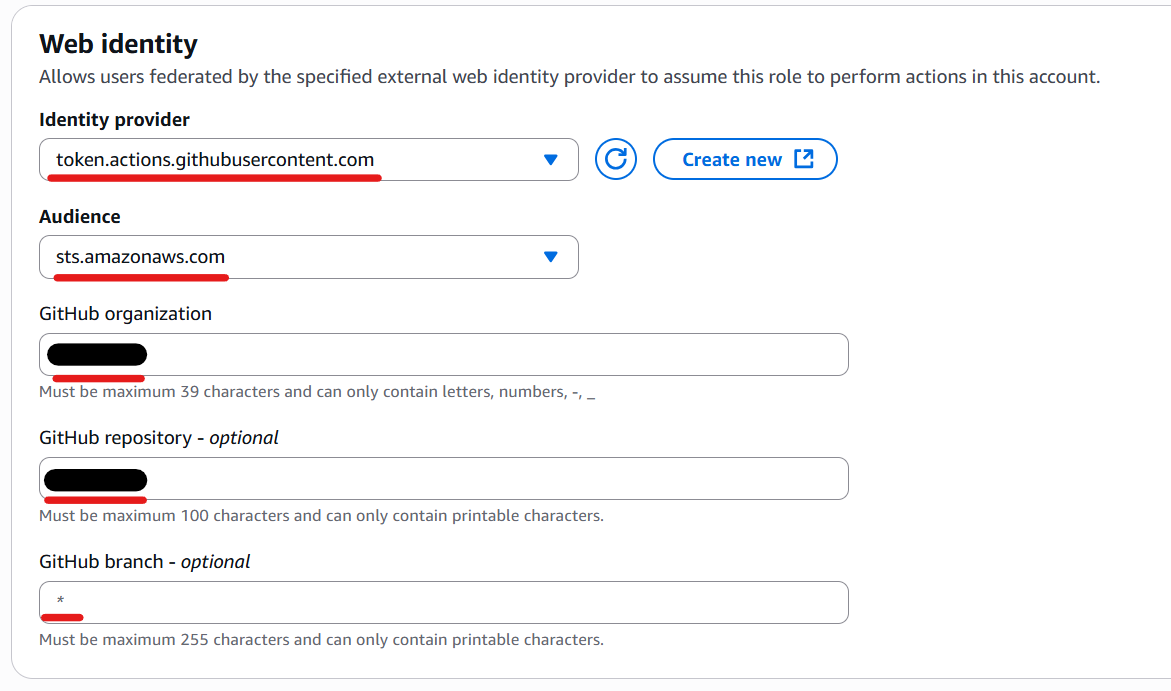 Web identity
Allows users federated by the specified external web identity provider to assume this role to perform actions in this account.
Identity provider
token.actions.githubusercontent.com
Create new
Audience
sts.amazonaws.com
GitHub organization
Must be maximum 39 characters and can only contain letters, numbers, -, _
GitHub repository - optional
Must be maximum 100 characters and can only contain printable characters.
GitHub branch - optional
*
Must be maximum 255 characters and can only contain printable characters.